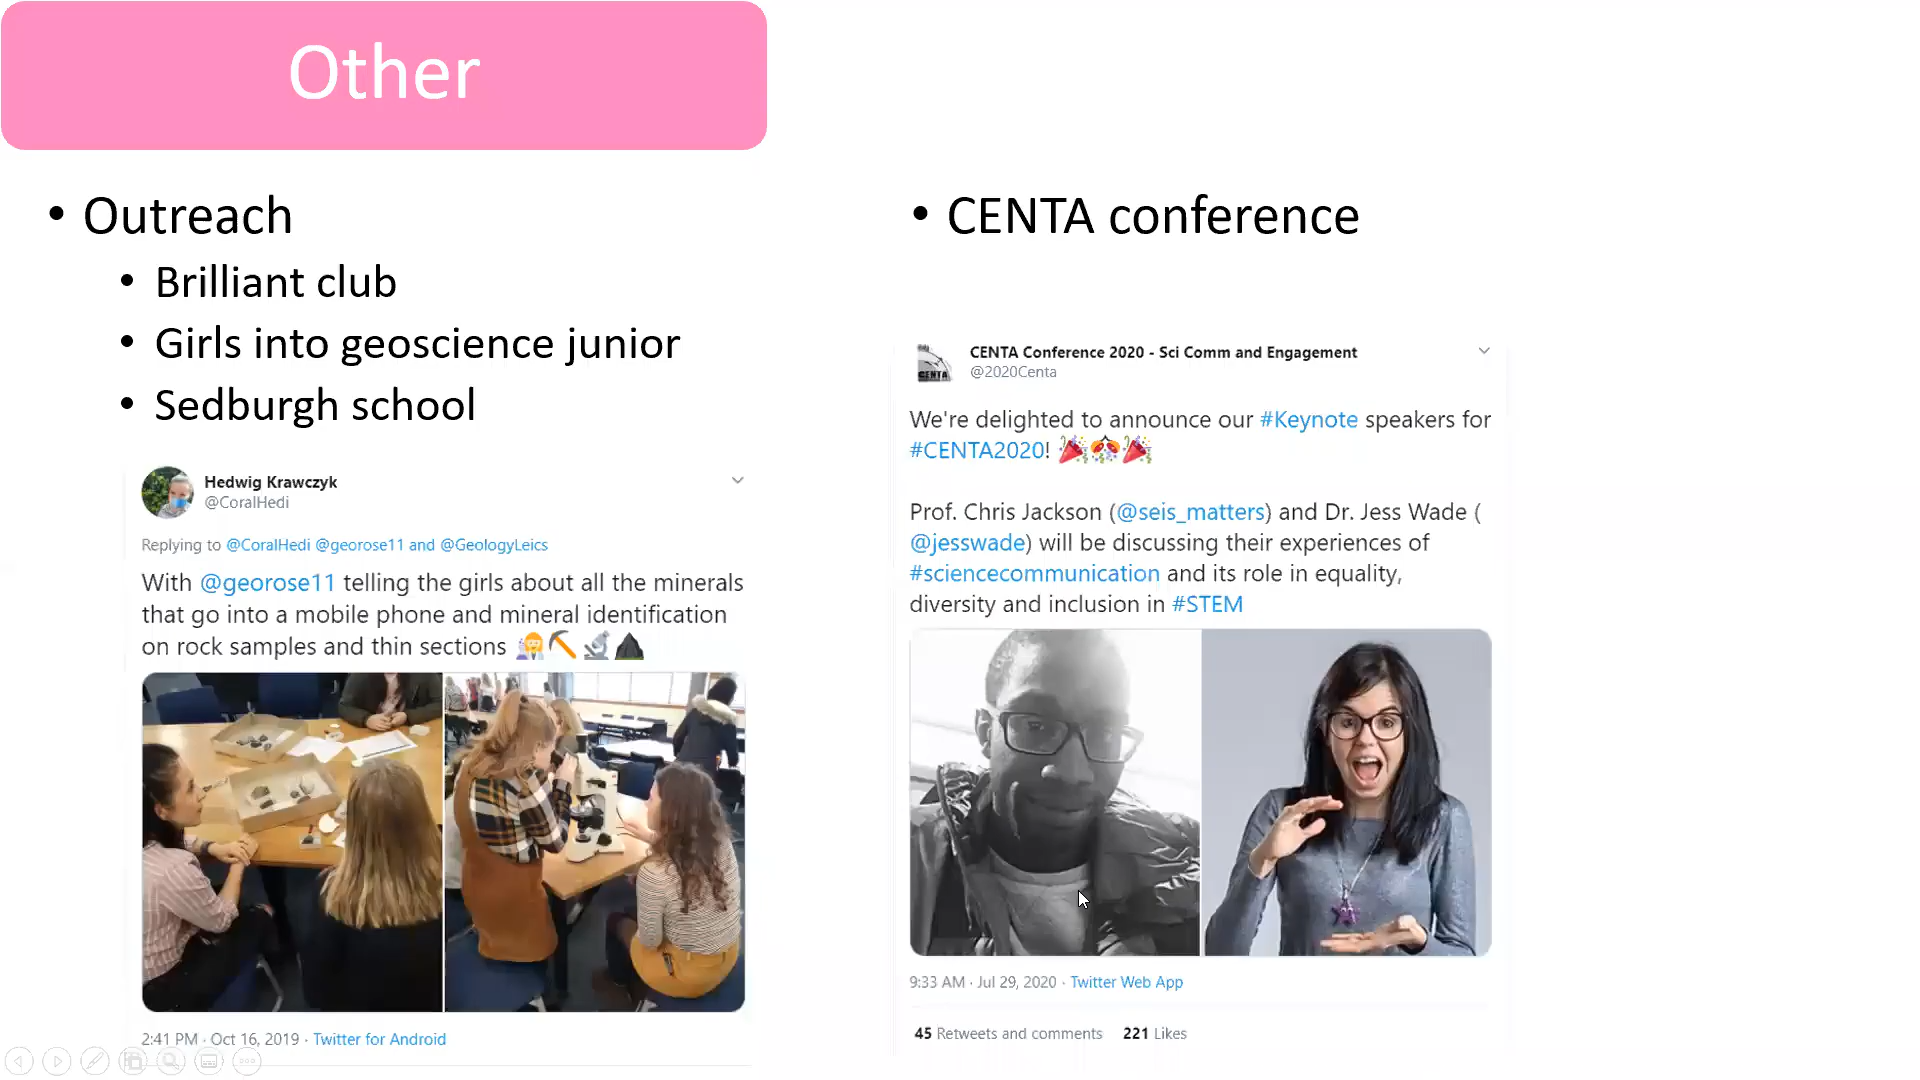 Other
• Outreach
• Brilliant club
• Girls into geoscience junior
• Sedburgh school
Hedwig Krawczyk
@CoralHedi
Replying to @CoralHedi @georose11 and @GeologyLeics
With @georose11 telling the girls about all the minerals
that go into a mobile phone and mineral identification
on rock samples and thin sections
2:41 PM · Oct 16, 2019 · Twitter for Android
• CENTA conference
CENTA
CENTA Conference 2020 - Sci Comm and Engagement
@2020Centa
We're delighted to announce our #Keynote speakers for
#CENTA2020!
Prof. Chris Jackson (@seis_matters) and Dr. Jess Wade (
@jesswade) will be discussing their experiences of
#sciencecommunication and its role in equality,
diversity and inclusion in #STEM
9:33 AM · Jul 29, 2020 · Twitter Web App
45 Retweets and comments 221 Likes